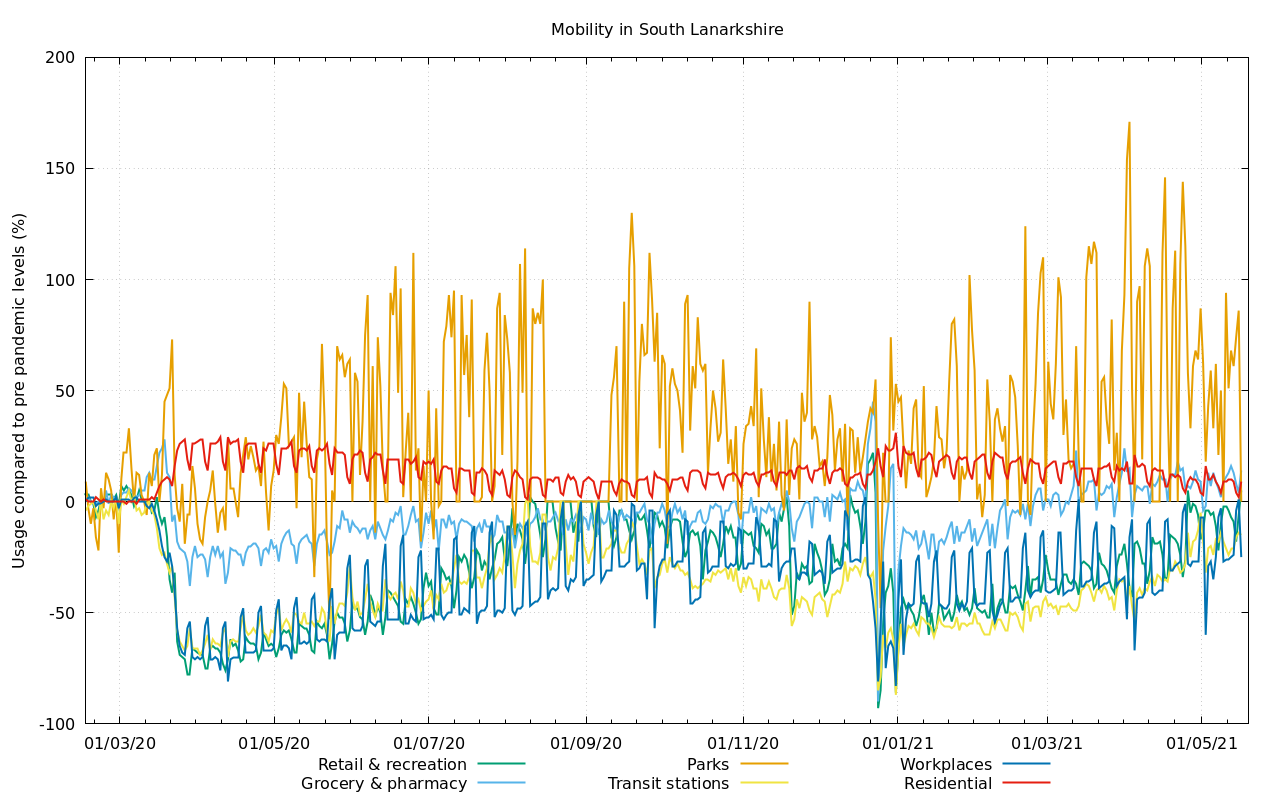 Mobility in South Lanarkshire
Usage compared to pre pandemic levels (%)
200
150
100
50
0
-50
-100
01/03/20 01/05/20 01/07/20 01/09/20 01/11/20 01/01/21 01/03/21 01/05/21
Retail & recreation Parks Workplaces
Grocery & pharmacy Transit stations Residential